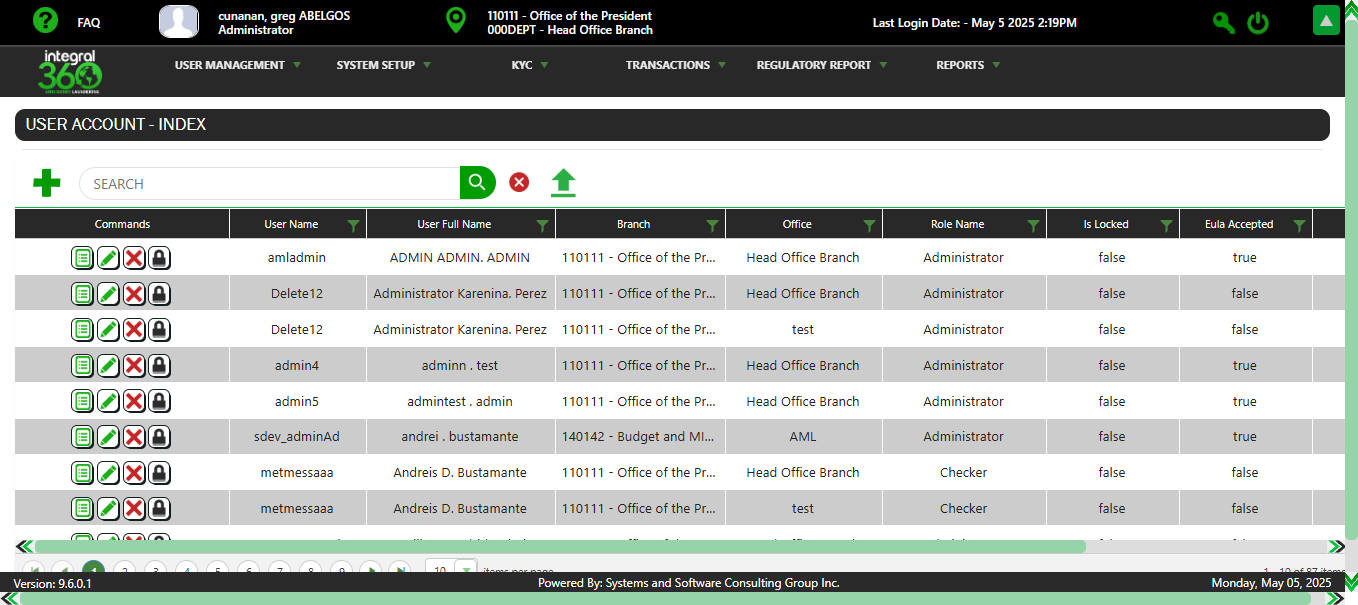 FAQ
cunanan, greg ABELGOS
Administrator
110111 - Office of the President
000DEPT - Head Office Branch
Last Login Date: - May 5 2025 2:19PM
integral
360
USER MANAGEMENT
SYSTEM SETUP
KYC
TRANSACTIONS
REGULATORY REPORT
REPORTS
USER ACCOUNT - INDEX
SEARCH
Commands User Name User Full Name Branch Office Role Name Is Locked Eula Accepted
amladmin ADMIN ADMIN. ADMIN 110111 - Office of the Pr... Head Office Branch Administrator false true
Delete12 Administrator Karenina. Perez 110111 - Office of the Pr... Head Office Branch Administrator false false
Delete12 Administrator Karenina. Perez 110111 - Office of the Pr... test Administrator false false
admin4 adminn . test 110111 - Office of the Pr... Head Office Branch Administrator false true
admin5 admintest . admin 110111 - Office of the Pr... Head Office Branch Administrator false true
sdev_adminAd andrei . bustamante 140142 - Budget and MI... AML Administrator false true
metmessaaa Andreis D. Bustamante 110111 - Office of the Pr... Head Office Branch Checker false false
metmessaaa Andreis D. Bustamante 110111 - Office of the Pr... test Checker false false
1 2 3 4 5 6 7 8 9 10 items per page 1 - 10 of 87 items
Version: 9.6.0.1
Powered By: Systems and Software Consulting Group Inc.
Monday, May 05, 2025